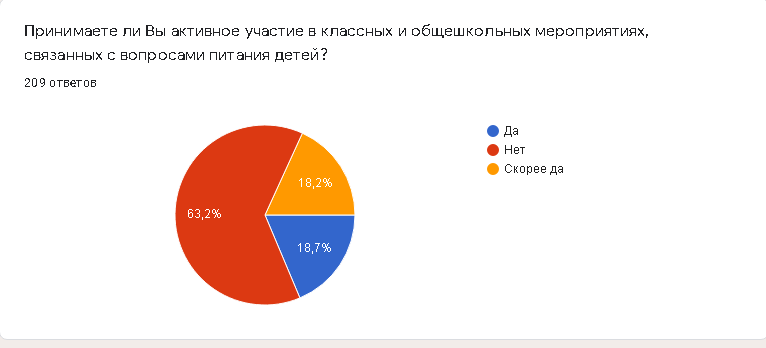 Принимаете ли Вы активное участие в классных и общешкольных мероприятиях,
связанных с вопросами питания детей?
209 ответов
Да
Нет
Скорее да
18,2%
63,2%
18,7%